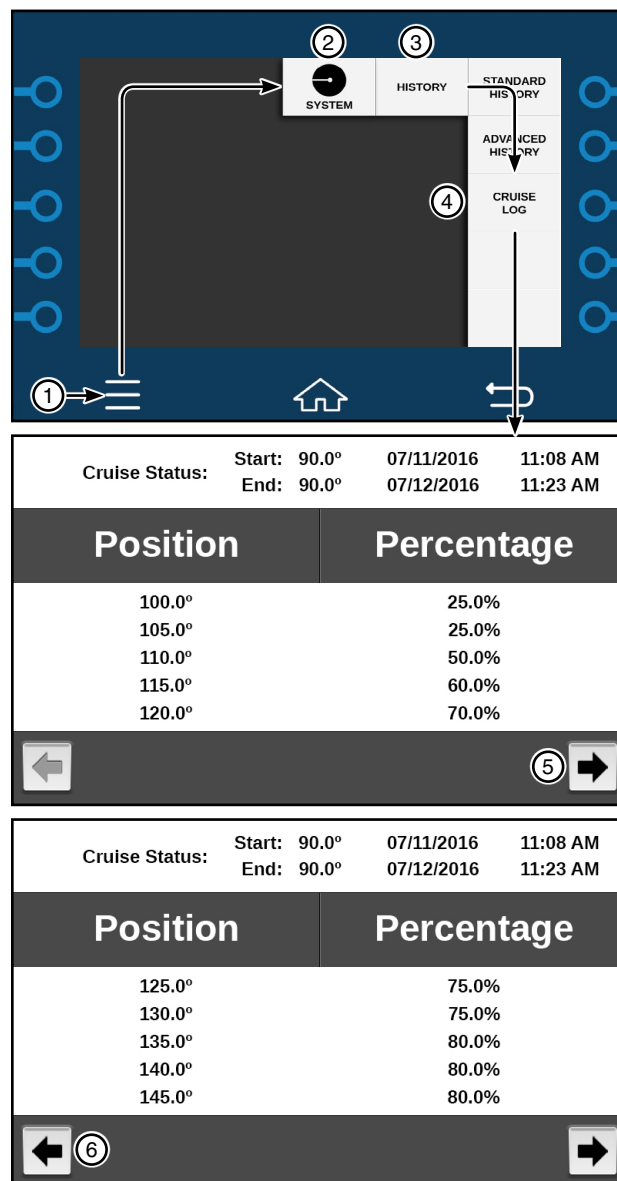 2
3
SYSTEM
HISTORY
STANDARD
HISTORY
ADVANCED
HISTORY
4
CRUISE
LOG
1
Cruise Status:
Start: 90.0º 07/11/2016 11:08 AM
End: 90.0º 07/12/2016 11:23 AM
Position Percentage
100.0º 25.0%
105.0º 25.0%
110.0º 50.0%
115.0º 60.0%
120.0º 70.0%
5
Cruise Status:
Start: 90.0º 07/11/2016 11:08 AM
End: 90.0º 07/12/2016 11:23 AM
Position Percentage
125.0º 75.0%
130.0º 75.0%
135.0º 80.0%
140.0º 80.0%
145.0º 80.0%
6